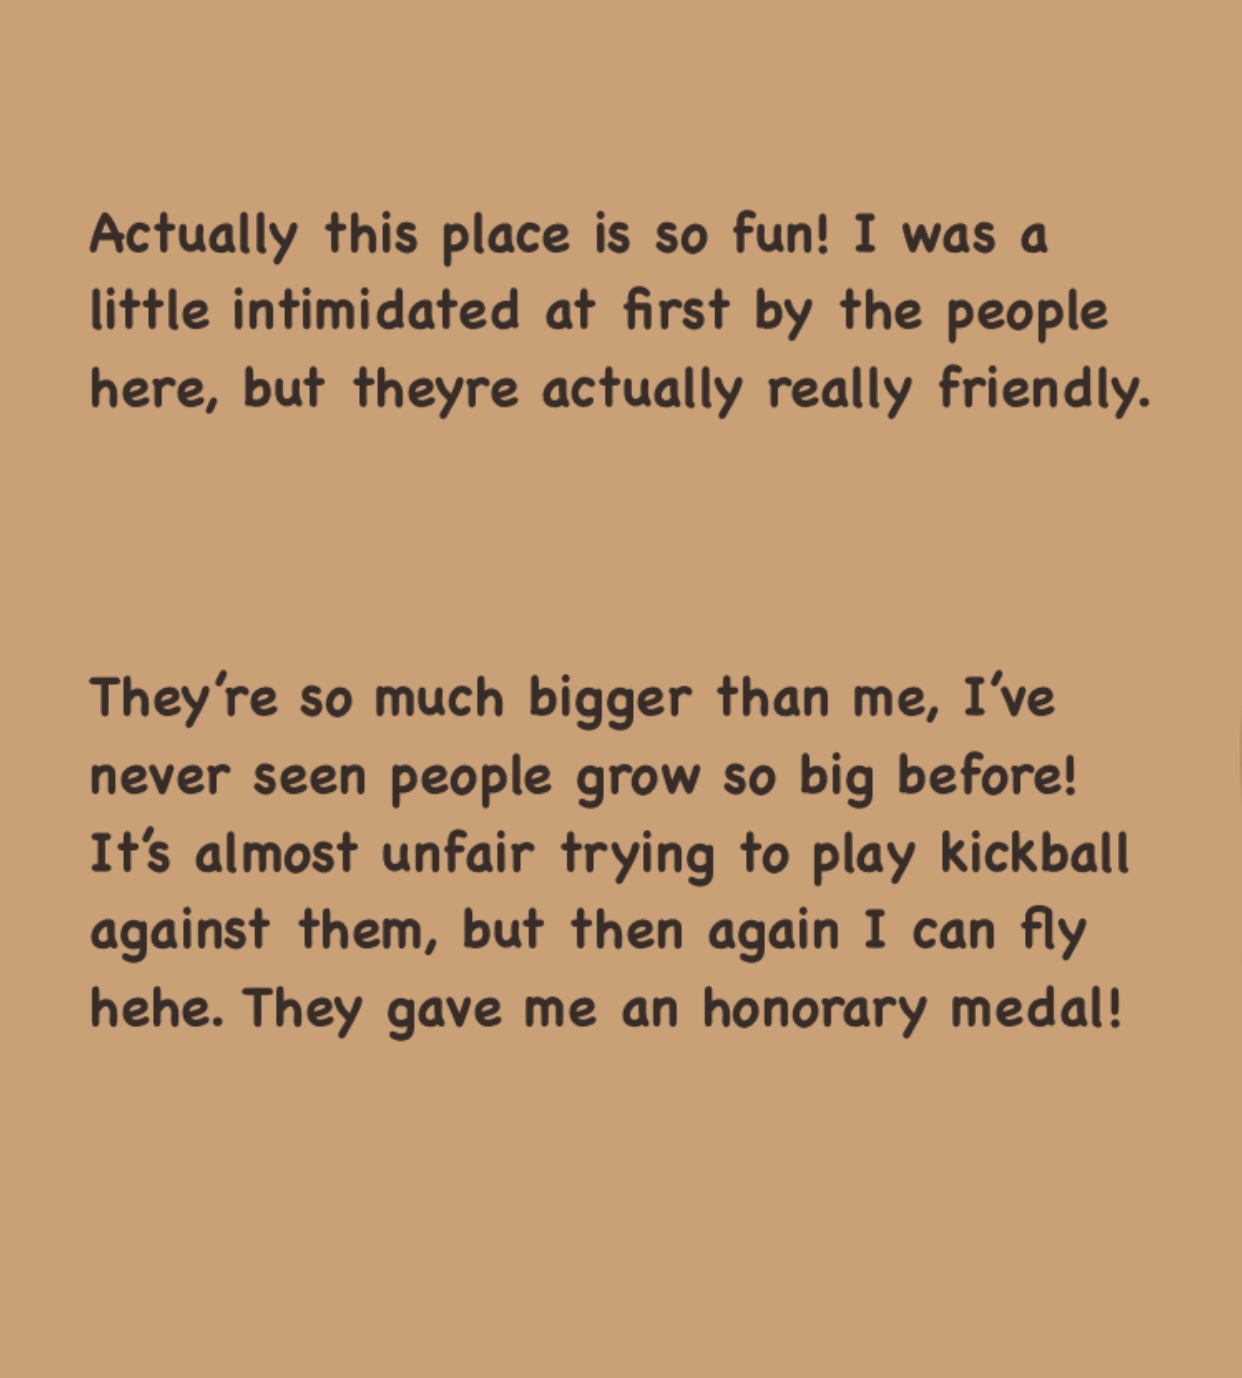 Actually this place is so fun! I was a
little intimidated at first by the people
here, but theyre actually really friendly.
They're so much bigger than me, I've
never seen people grow so big before!
It's almost unfair trying to play kickball
against them, but then again I can fly
hehe. They gave me an honorary medal!